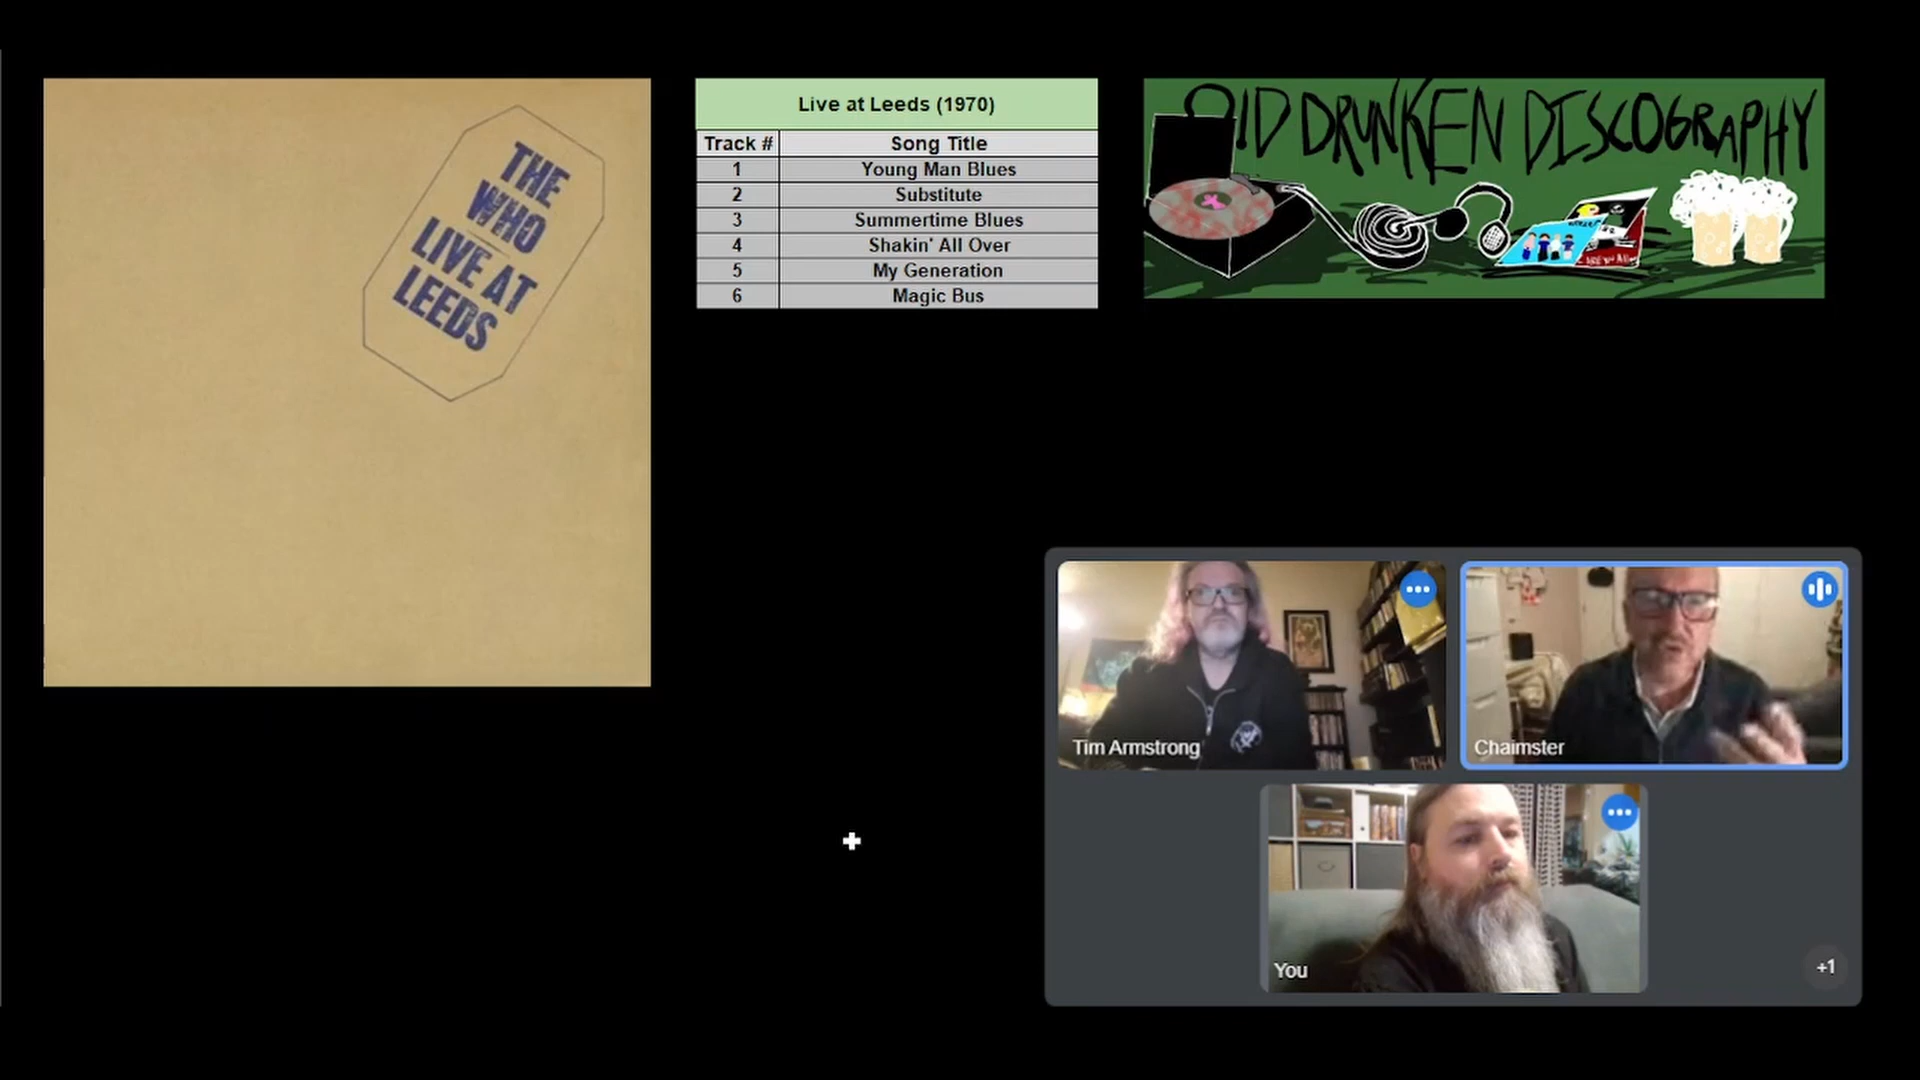 THE
WHO
LIVE AT
LEEDS
Live at Leeds (1970)
Track # Song Title
1 Young Man Blues
2 Substitute
3 Summertime Blues
4 Shakin' All Over
5 My Generation
6 Magic Bus
DRUNKEN DISCOGRAPHY
Tim Armstrong
Chaimster
You
+1